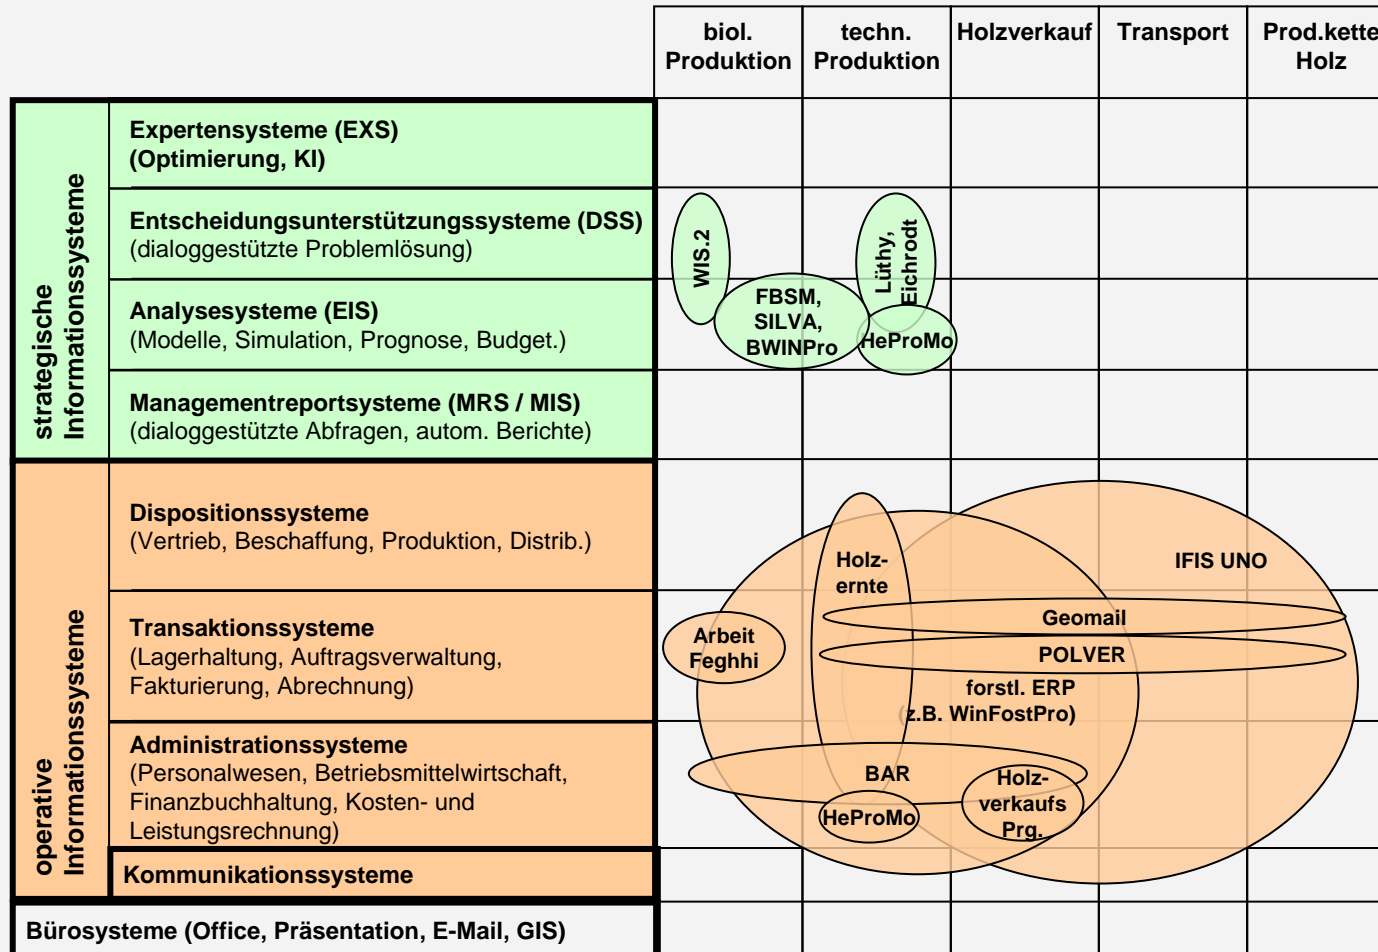 biol.
Produktion
techn.
Produktion
Holzverkauf
Transport
Prod.kette
Holz
strategische
Informationssysteme
Expertensysteme (EXS)
(Optimierung, KI)
Entscheidungsunterstützungssysteme (DSS)
(dialoggestützte Problemlösung)
Analysesysteme (EIS)
(Modelle, Simulation, Prognose, Budget.)
Managementreportsysteme (MRS / MIS)
(dialoggestützte Abfragen, autom. Berichte)
WIS.2
FBSM,
SILVA,
BWINPro
Lüthy,
Eichrodt
HeProMo
operative
Informationssysteme
Dispositionssysteme
(Vertrieb, Beschaffung, Produktion, Distrib.)
Transaktionssysteme
(Lagerhaltung, Auftragsverwaltung,
Fakturierung, Abrechnung)
Administrationssysteme
(Personalwesen, Betriebsmittelwirtschaft,
Finanzbuchhaltung, Kosten- und
Leistungsrechnung)
Kommunikationssysteme
Holz-
ernte
IFIS UNO
Arbeit
Feghhi
Geomail
POLVER
forstl. ERP
(z.B. WinFostPro)
BAR
HeProMo
Holz-
verkaufs
Prg.
Bürosysteme (Office, Präsentation, E-Mail, GIS)